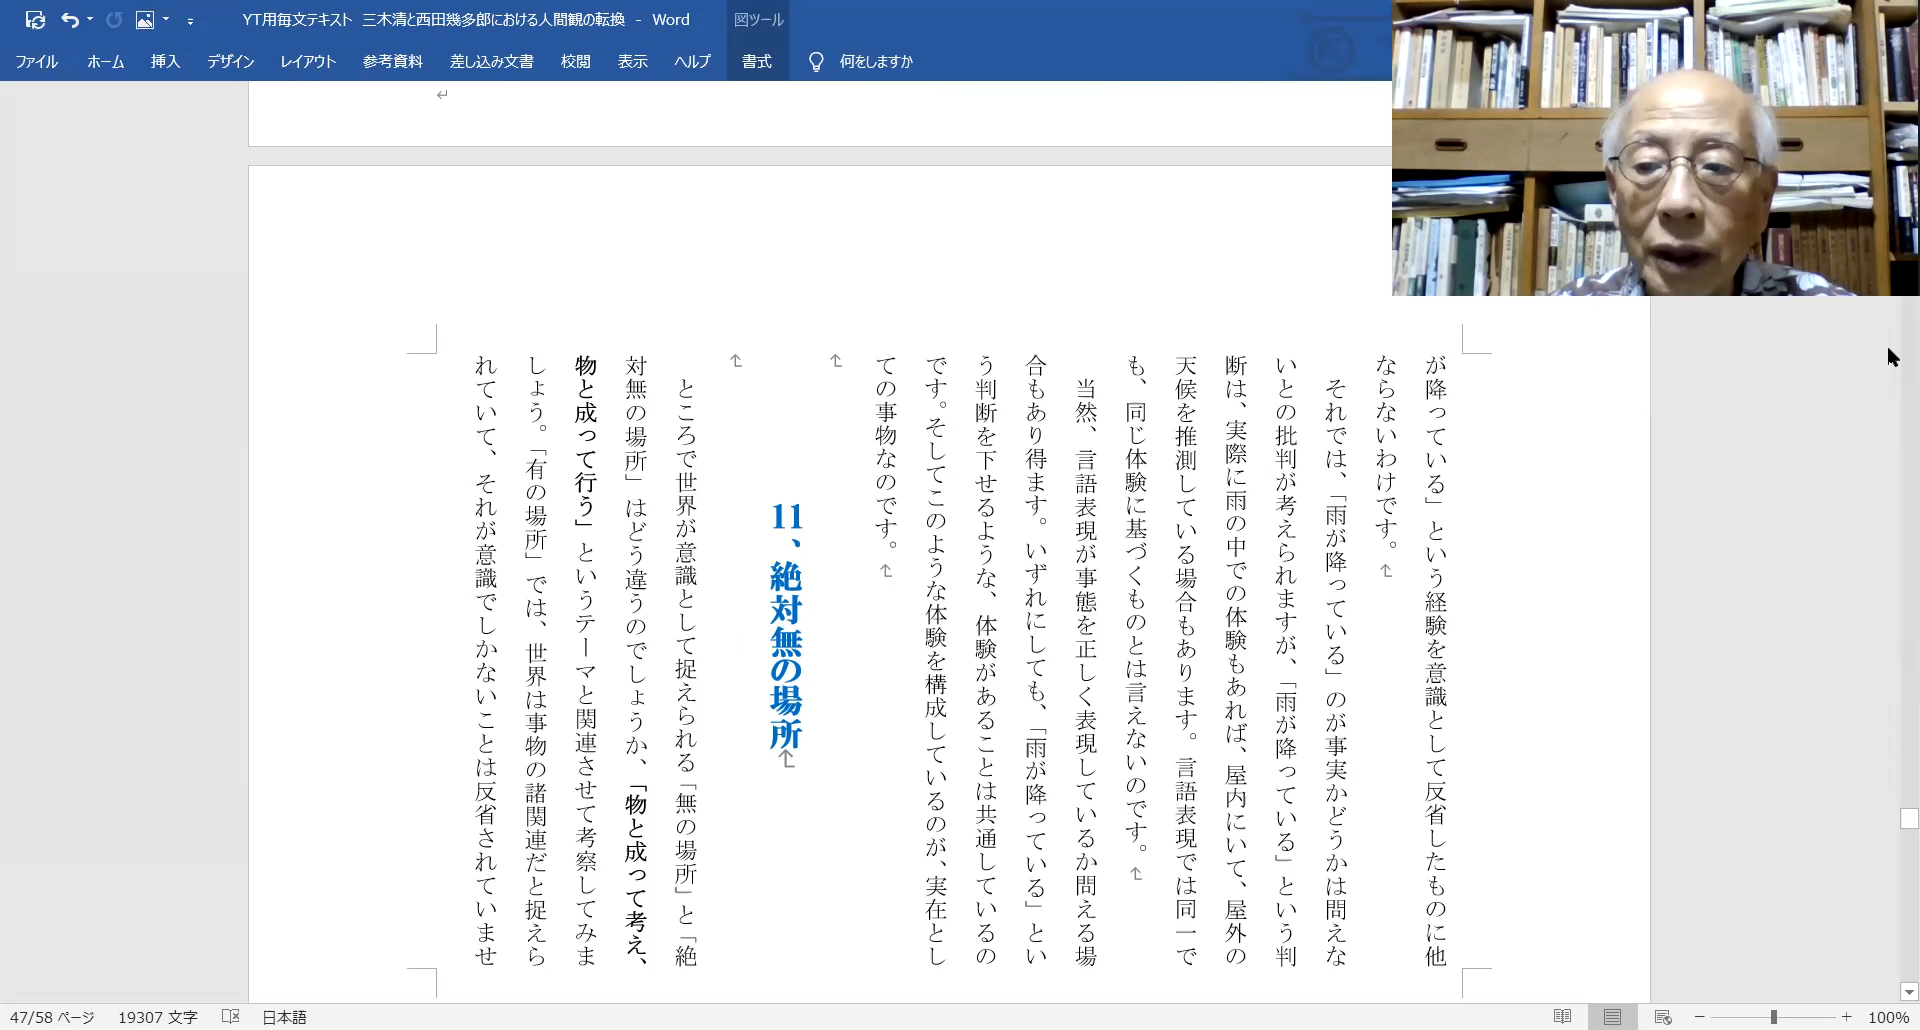 YT用毎文テキスト 三木清と西田幾多郎における人間観の転換 - Word
図ツール
ファイル ホーム 挿入 デザイン レイアウト 参考資料 差し込み文書 校閲 表示 ヘルプ 書式 何をしますか
が降っている」という経験を意識として反省したものに他
ならないわけです。
それでは、「雨が降っている」のが事実かどうかは問えな
いとの批判が考えられますが、「雨が降っている」という判
断は、実際に雨の中での体験もあれば、屋内にいて、屋外の
天候を推測している場合もあります。言語表現では同一で
も、同じ体験に基づくものとは言えないのです。
当然、言語表現が事態を正しく表現しているか問える場
合もあり得ます。いずれにしても、「雨が降っている」とい
う判断を下せるような、体験があることは共通しているの
です。そしてこのような体験を構成しているのが、実在とし
ての事物なのです。
11、絶対無の場所
ところで世界が意識として捉えられる「無の場所」と「絶
対無の場所」はどう違うのでしょうか、「物と成って考え、
物と成って行う」というテーマと関連させて考察してみま
しょう。「有の場所」では、世界は事物の諸関連だと捉えら
れていて、それが意識でしかないことは反省されていませ
47/58 ページ 19307 文字 日本語
100%